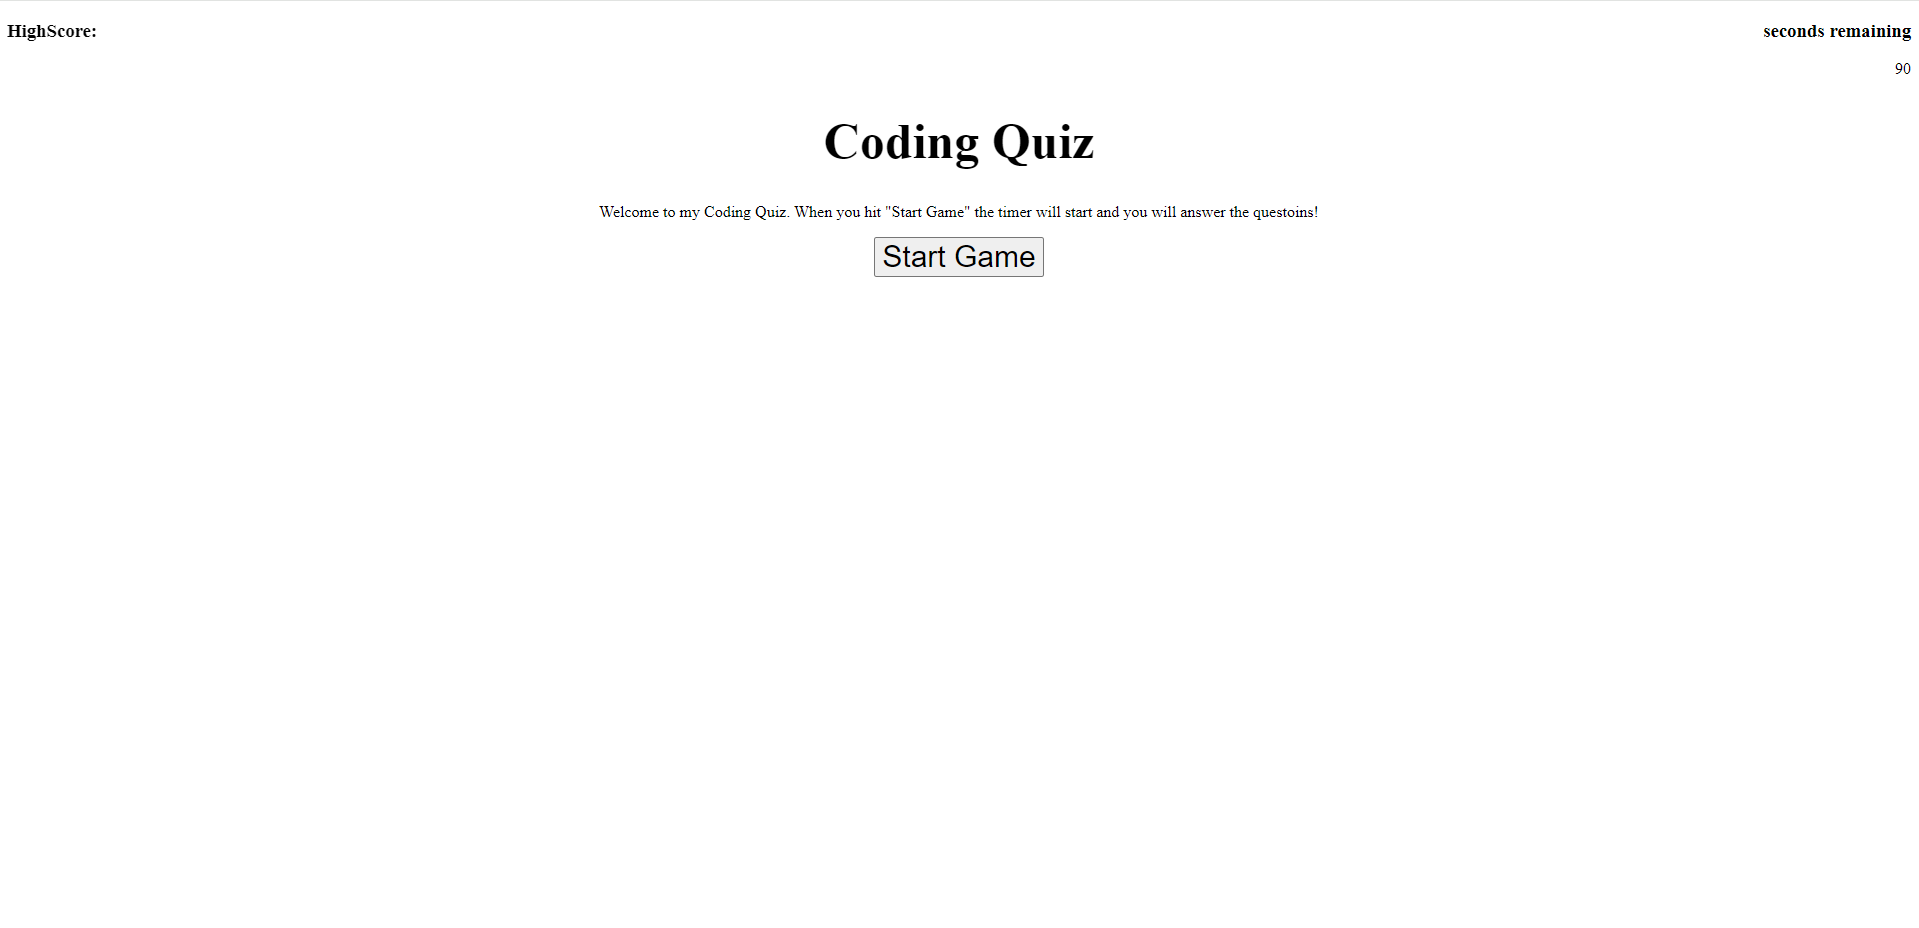 HighScore:
seconds remaining
90
Coding Quiz
Welcome to my Coding Quiz. When you hit "Start Game" the timer will start and you will answer the questoins!
Start Game